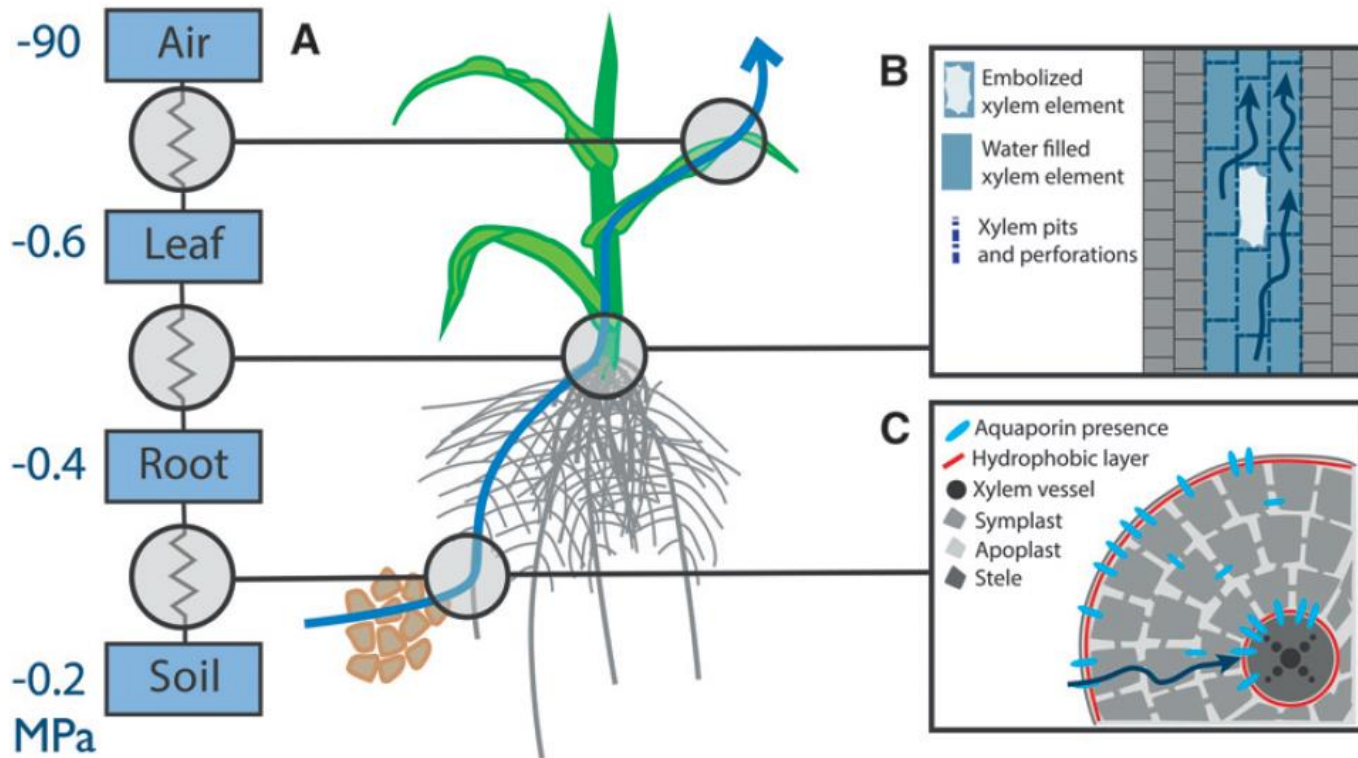 A
-90
Air
-0.6
Leaf
-0.4
Root
-0.2
Soil
MPa
B
Embolized
xylem element
Water filled
xylem element
Xylem pits
and perforations
C
Aquaporin presence
Hydrophobic layer
Xylem vessel
Symplast
Apoplast
Stele